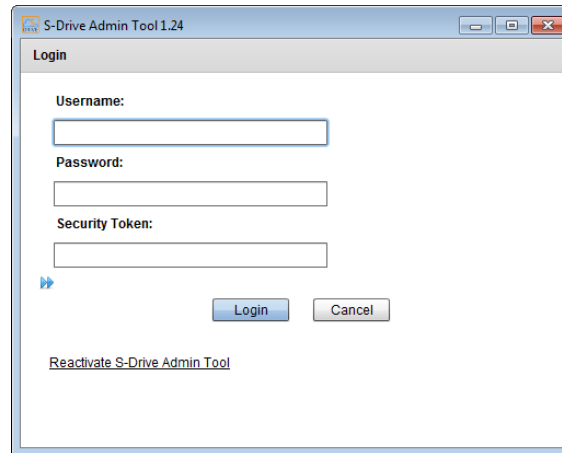 S-Drive Admin Tool 1.24
Login
Username:
Password:
Security Token:
Login Cancel
Reactivate S-Drive Admin Tool